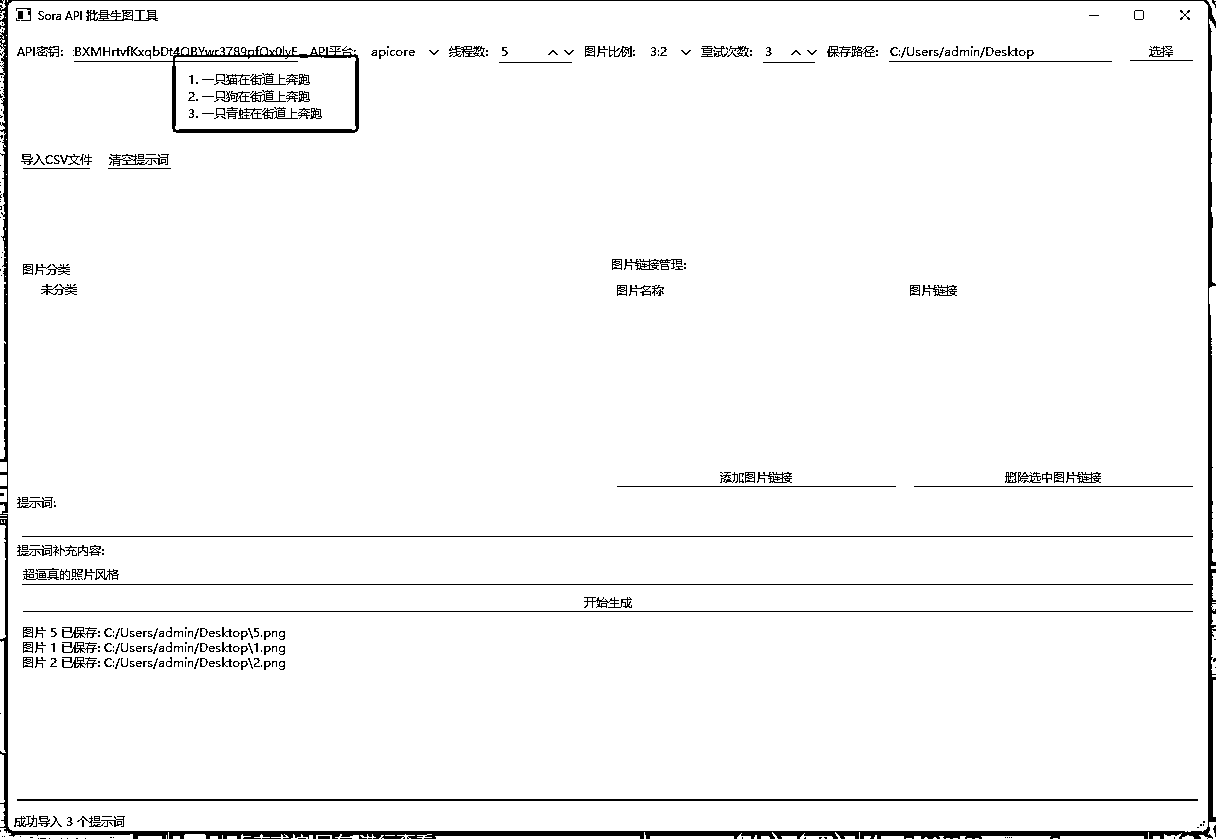 Sora API 批量生图工具
API密钥: API平台: apicore 线程数: 5 图片比例: 3:2 重试次数: 3 保存路径: C:/Users/admin/Desktop 选择
1. 一只猫在街道上奔跑
2. 一只狗在街道上奔跑
3. 一只青蛙在街道上奔跑
导入CSV文件 清空提示词
图片分类
未分类
图片链接管理:
图片名称 图片链接
添加图片链接 删除选中图片链接
提示词:
提示词补充内容:
超逼真的照片风格
开始生成
图片 5 已保存: C:/Users/admin/Desktop\5.png
图片 1 已保存: C:/Users/admin/Desktop\1.png
图片 2 已保存: C:/Users/admin/Desktop\2.png
成功导入 3 个提示词